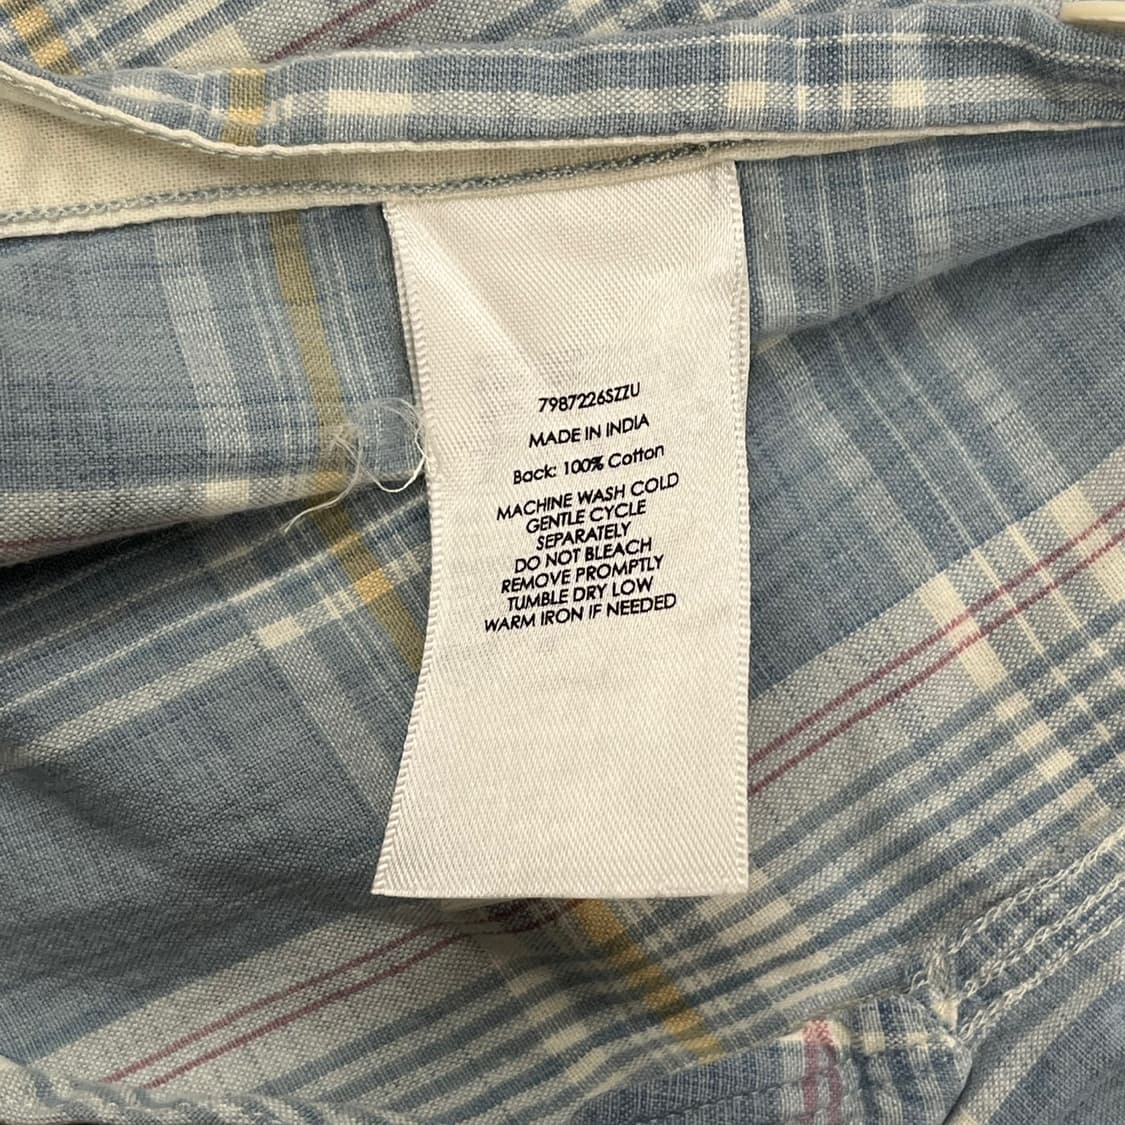 7987226SZZU
MADE IN INDIA
Back: 100% Cotton
MACHINE WASH COLD
GENTLE CYCLE
SEPARATELY
DO NOT BLEACH
REMOVE PROMPTLY
TUMBLE DRY LOW
WARM IRON IF NEEDED